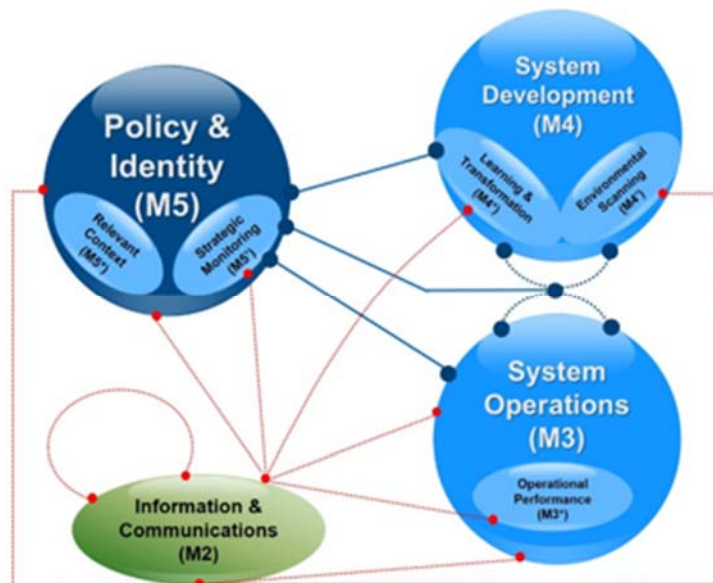 Policy &
Identity
(M5)
Relevant
Context
(M5*)
Strategic
Monitoring
(M5')
System
Development
(M4)
Learning &
Transformation
(M4*)
Environmental
Scanning
(M4')
System
Operations
(M3)
Operational
Performance
(M3*)
Information &
Communications
(M2)